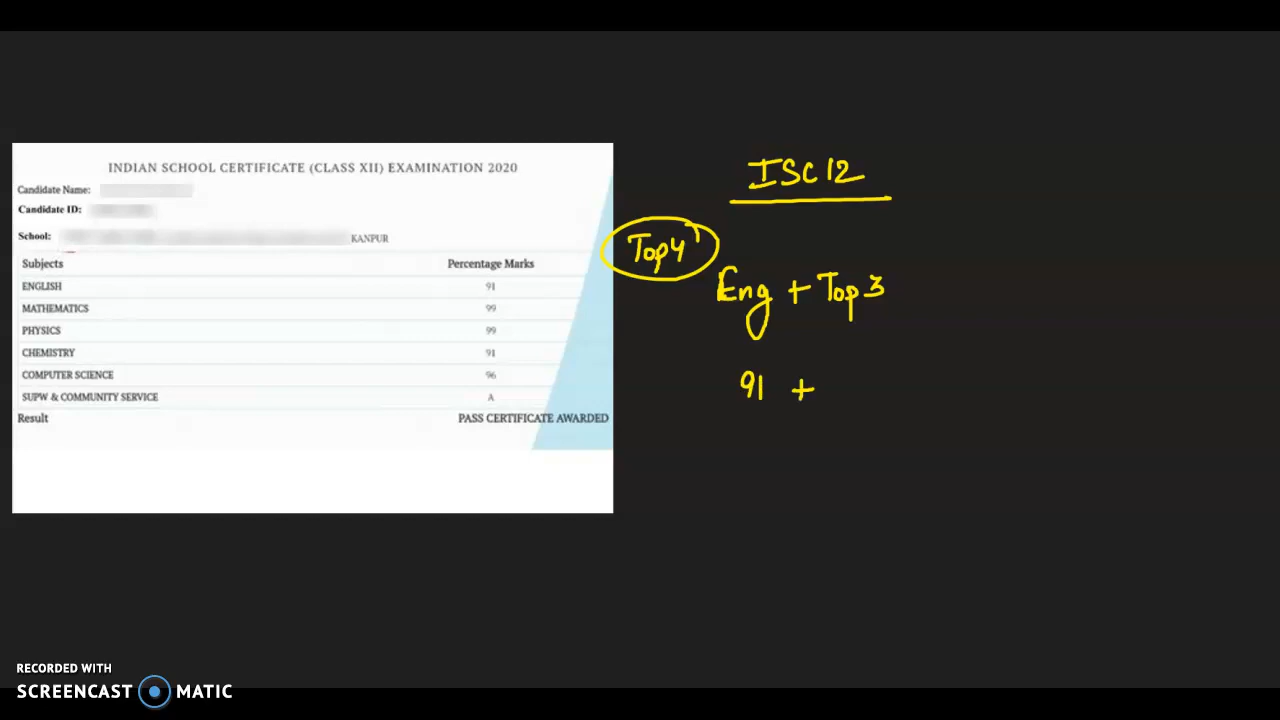 INDIAN SCHOOL CERTIFICATE (CLASS XII) EXAMINATION 2020
Candidate Name:
Candidate ID:
School: KANPUR
Subjects Percentage Marks
ENGLISH 91
MATHEMATICS 99
PHYSICS 99
CHEMISTRY 91
COMPUTER SCIENCE 96
SUPW & COMMUNITY SERVICE A
Result PASS CERTIFICATE AWARDED
ISC 12
Top 4
Eng + Top 3
91 +
RECORDED WITH
SCREENCAST MATIC